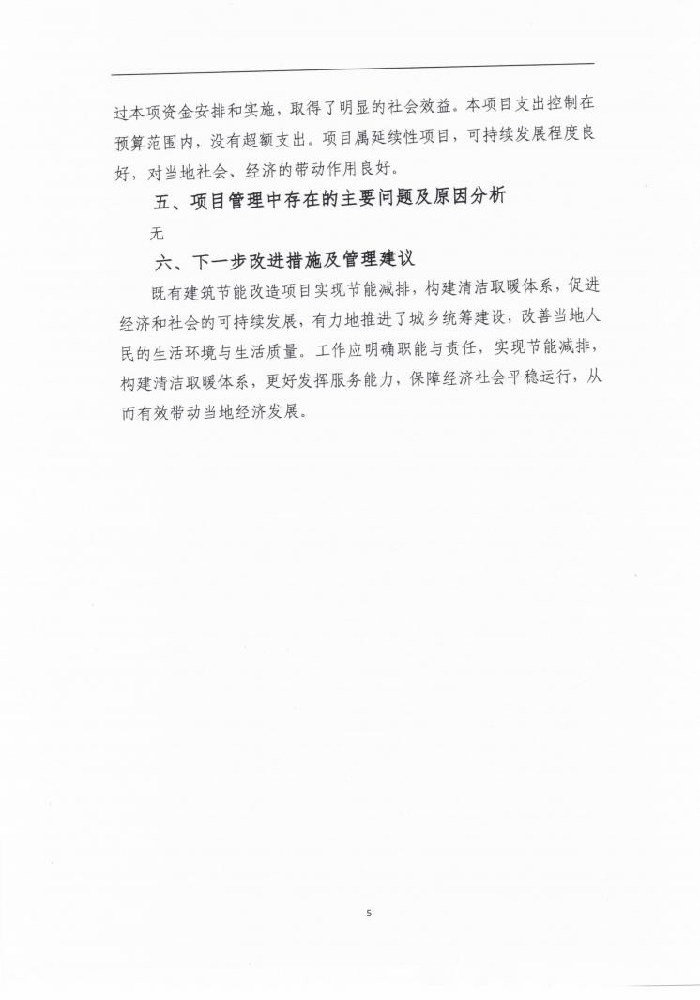 过本项资金安排和实施，取得了明显的社会效益。本项目支出控制在
预算范围内，没有超额支出。项目属延续性项目，可持续发展程度良
好，对当地社会、经济的带动作用良好。
五、项目管理中存在的主要问题及原因分析
无
六、下一步改进措施及管理建议
既有建筑节能改造项目实现节能减排，构建清洁取暖体系，促进
经济和社会的可持续发展，有力地推进了城乡统筹建设，改善当地人
民的生活环境与生活质量。工作应明确职能与责任，实现节能减排，
构建清洁取暖体系，更好发挥服务能力，保障经济社会平稳运行，从
而有效带动当地经济发展。
5